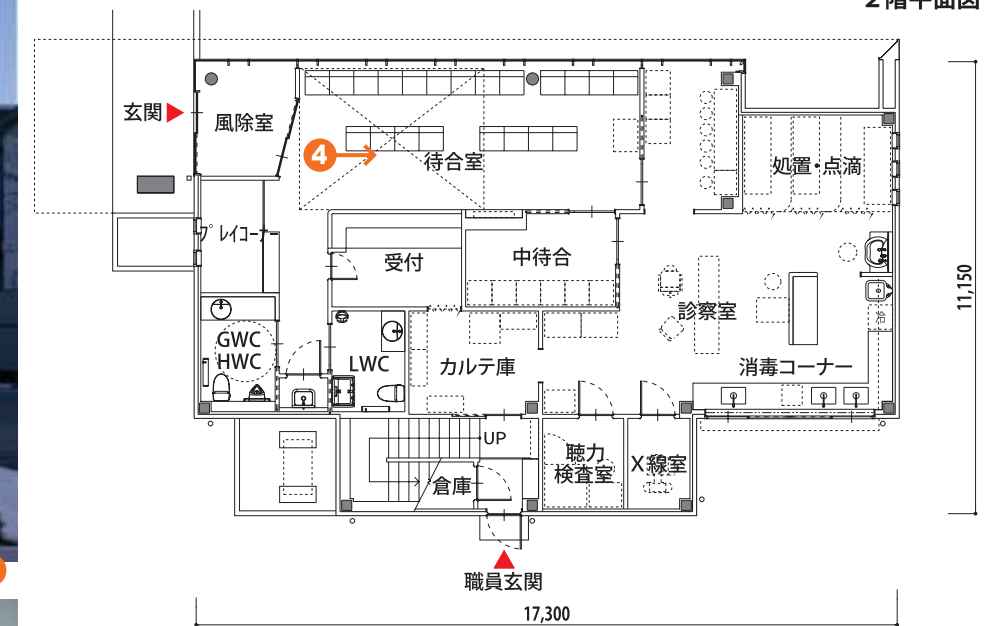 2階平面図
玄関
風除室
4
待合室
処置・点滴
プレイコーナー
受付
中待合
診察室
11,150
GWC
HWC
LWC
カルテ庫
消毒コーナー
UP
聴力
検査室
X線室
倉庫
職員玄関
17,300